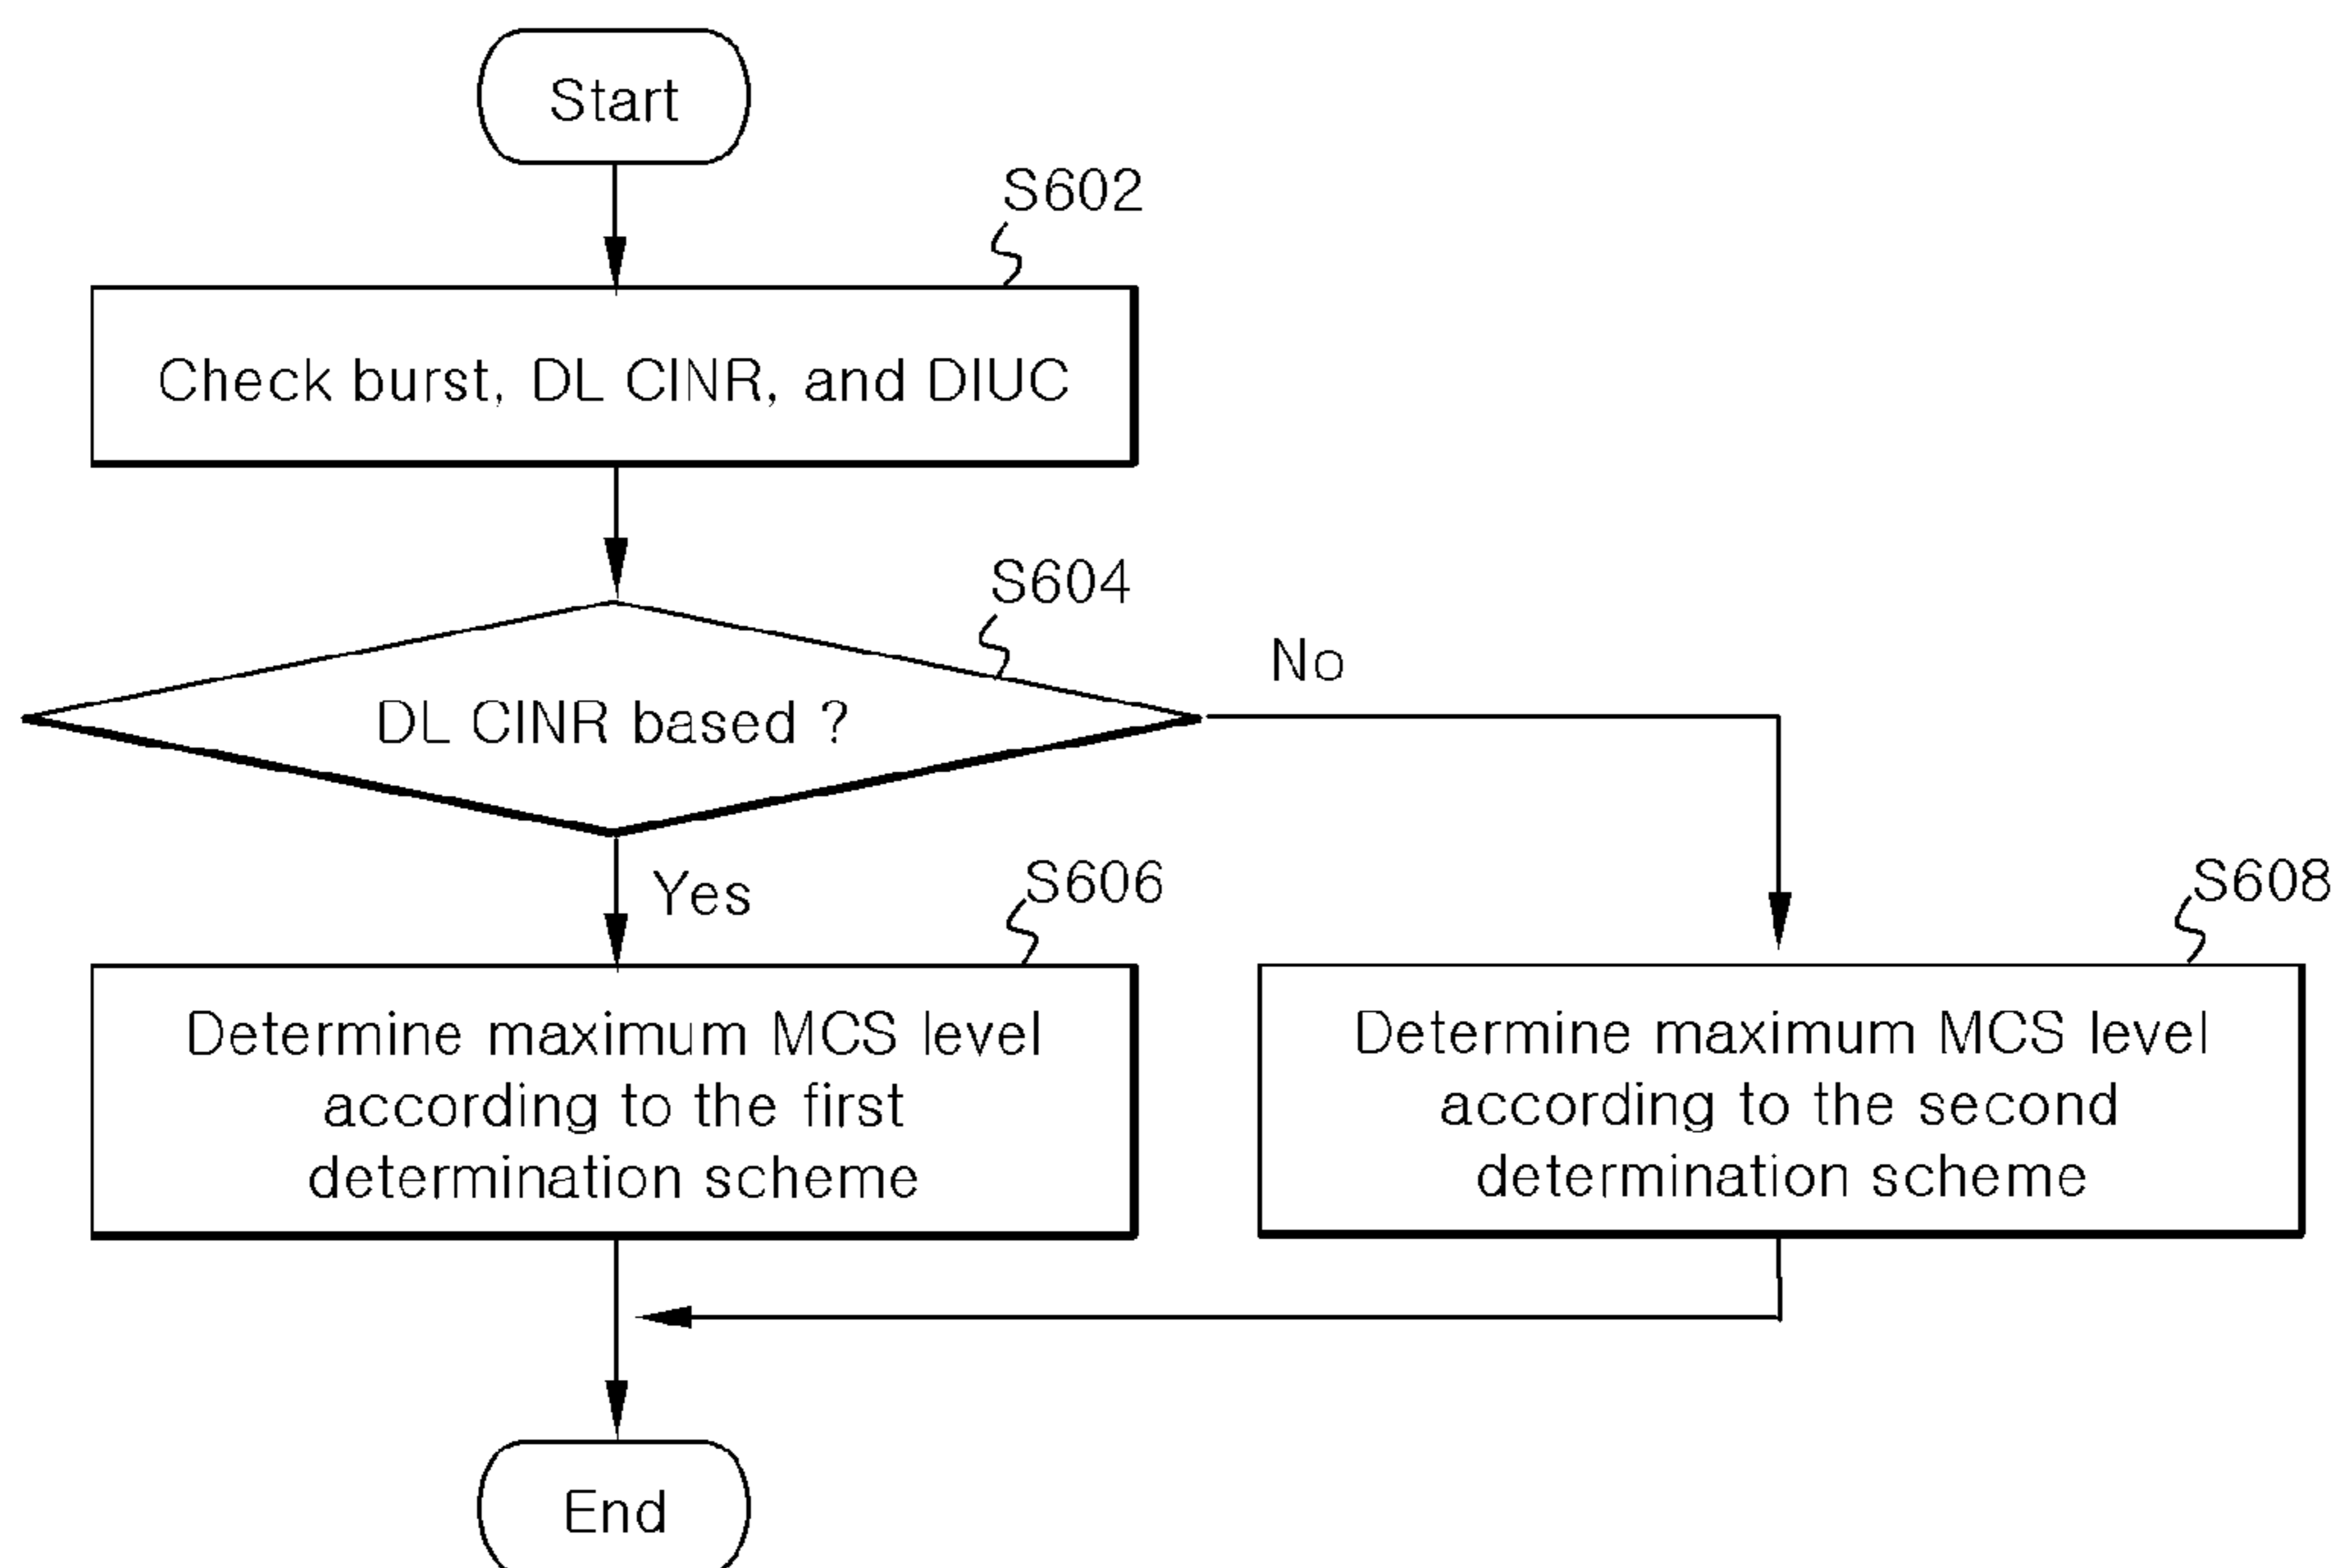 Start
S602
Check burst, DL CINR, and DIUC
S604
DL CINR based ?
No
Yes
S606
Determine maximum MCS level
according to the first
determination scheme
S608
Determine maximum MCS level
according to the second
determination scheme
End